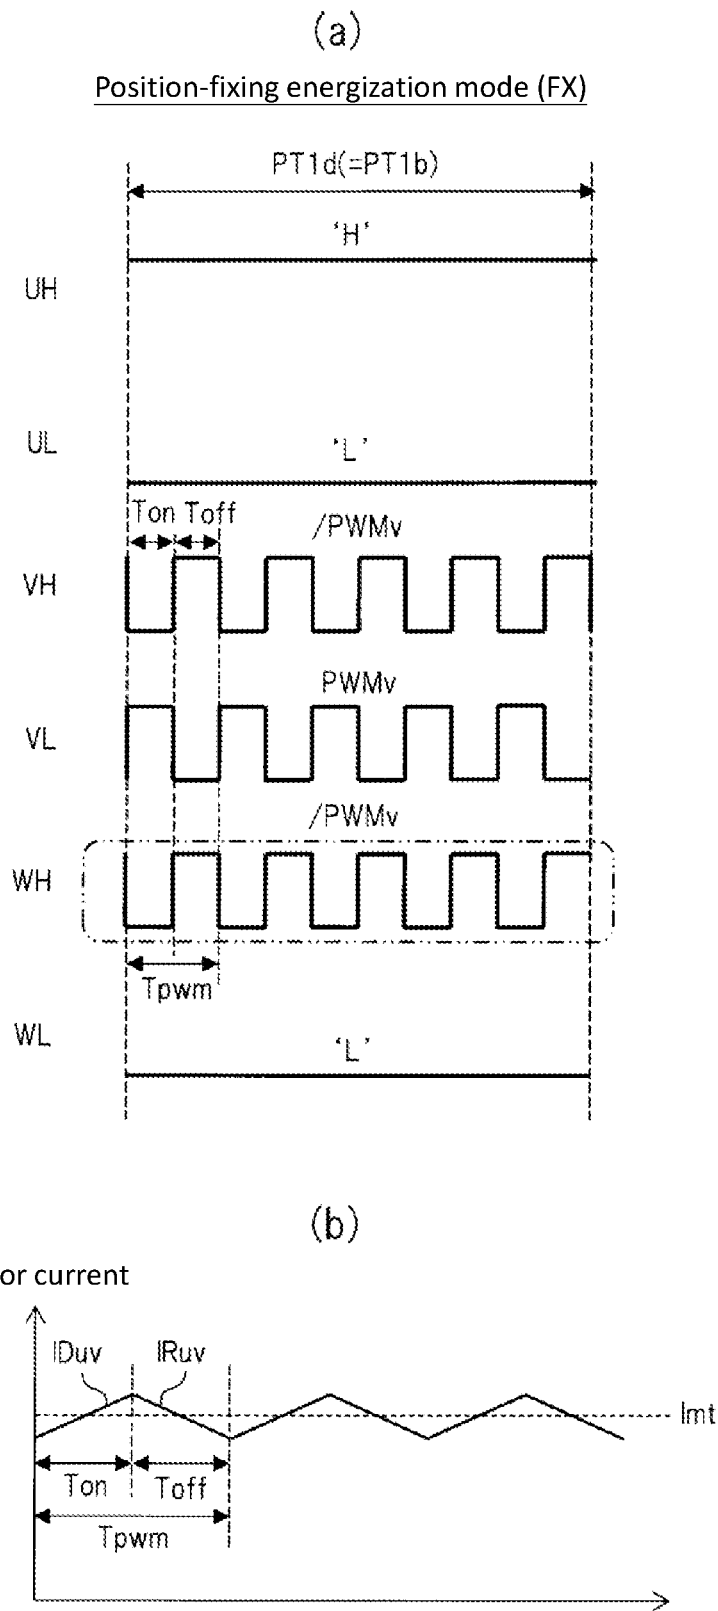 (a)
Position-fixing energization mode (FX)
PT1d(=PT1b)
‘H‘
UH
UL
‘L’
Ton Toff
/PWMv
VH
PWMv
VL
/PWMv
WH
Tpwm
WL
‘L’
(b)
or current
IDuv
IRuv
Imt
Ton
Toff
Tpwm